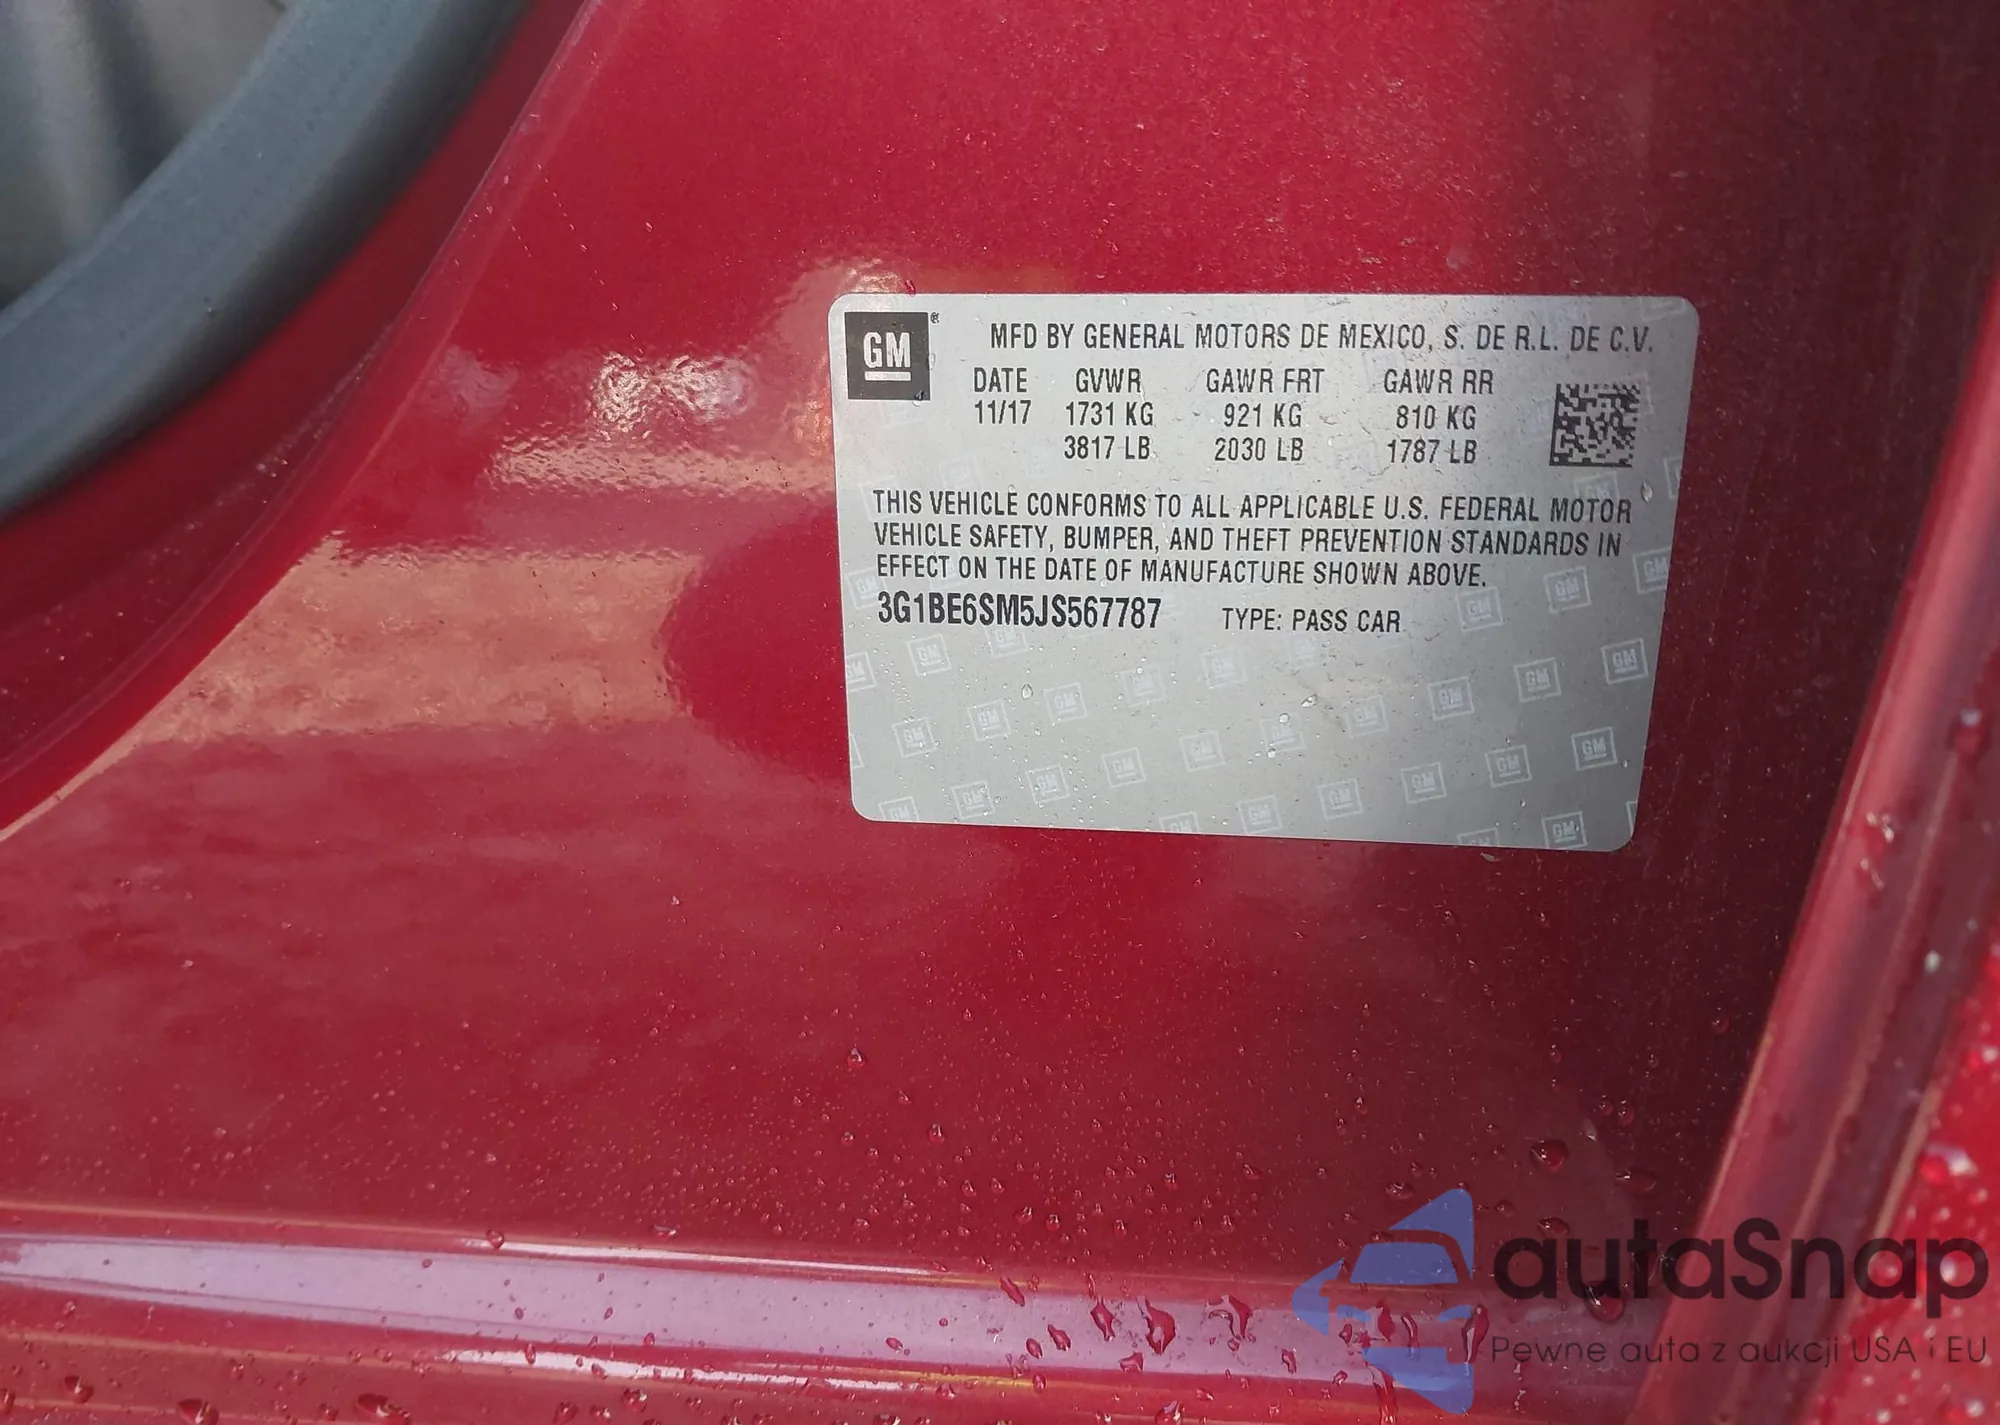 GM®
MFD BY GENERAL MOTORS DE MEXICO, S. DE R.L. DE C.V.
DATE GVWR GAWR FRT GAWR RR
11/17 1731 KG 921 KG 810 KG
3817 LB 2030 LB 1787 LB
THIS VEHICLE CONFORMS TO ALL APPLICABLE U.S. FEDERAL MOTOR
VEHICLE SAFETY, BUMPER, AND THEFT PREVENTION STANDARDS IN
EFFECT ON THE DATE OF MANUFACTURE SHOWN ABOVE.
3G1BE6SM5JS567787 TYPE: PASS CAR
autaSnap
Pewne auta z aukcji USA i EU